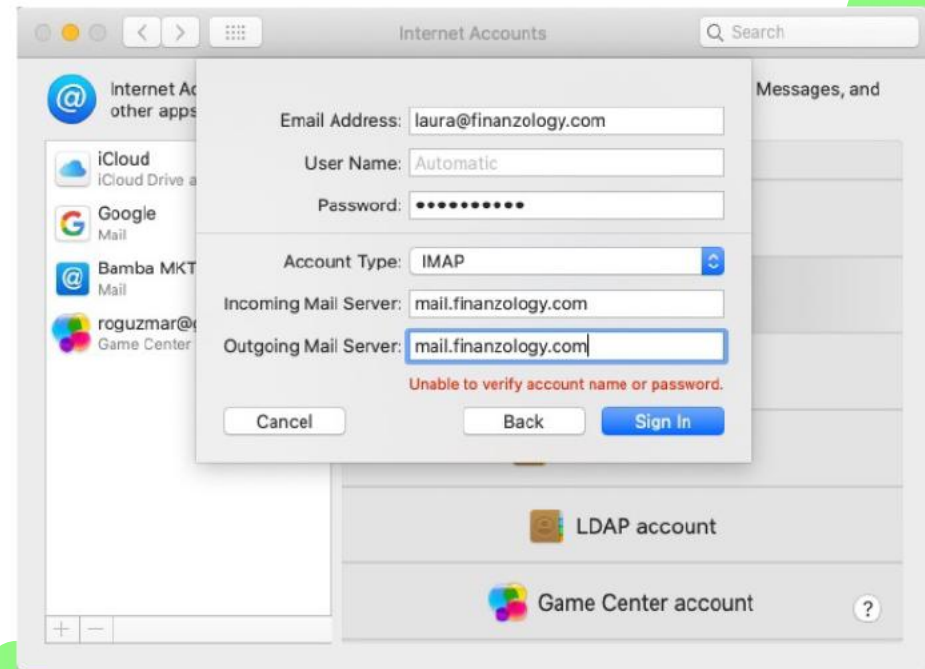 Internet Accounts
Search
Internet Ac
other apps
Messages, and
Email Address: laura@finanzology.com
User Name: Automatic
Password: ••••••••••
Account Type: IMAP
Incoming Mail Server: mail.finanzology.com
Outgoing Mail Server: mail.finanzology.com
Unable to verify account name or password.
Cancel
Back
Sign In
iCloud
iCloud Drive a
Google
Mail
Bamba MKT
Mail
roguzmar@g
Game Center
LDAP account
Game Center account
?